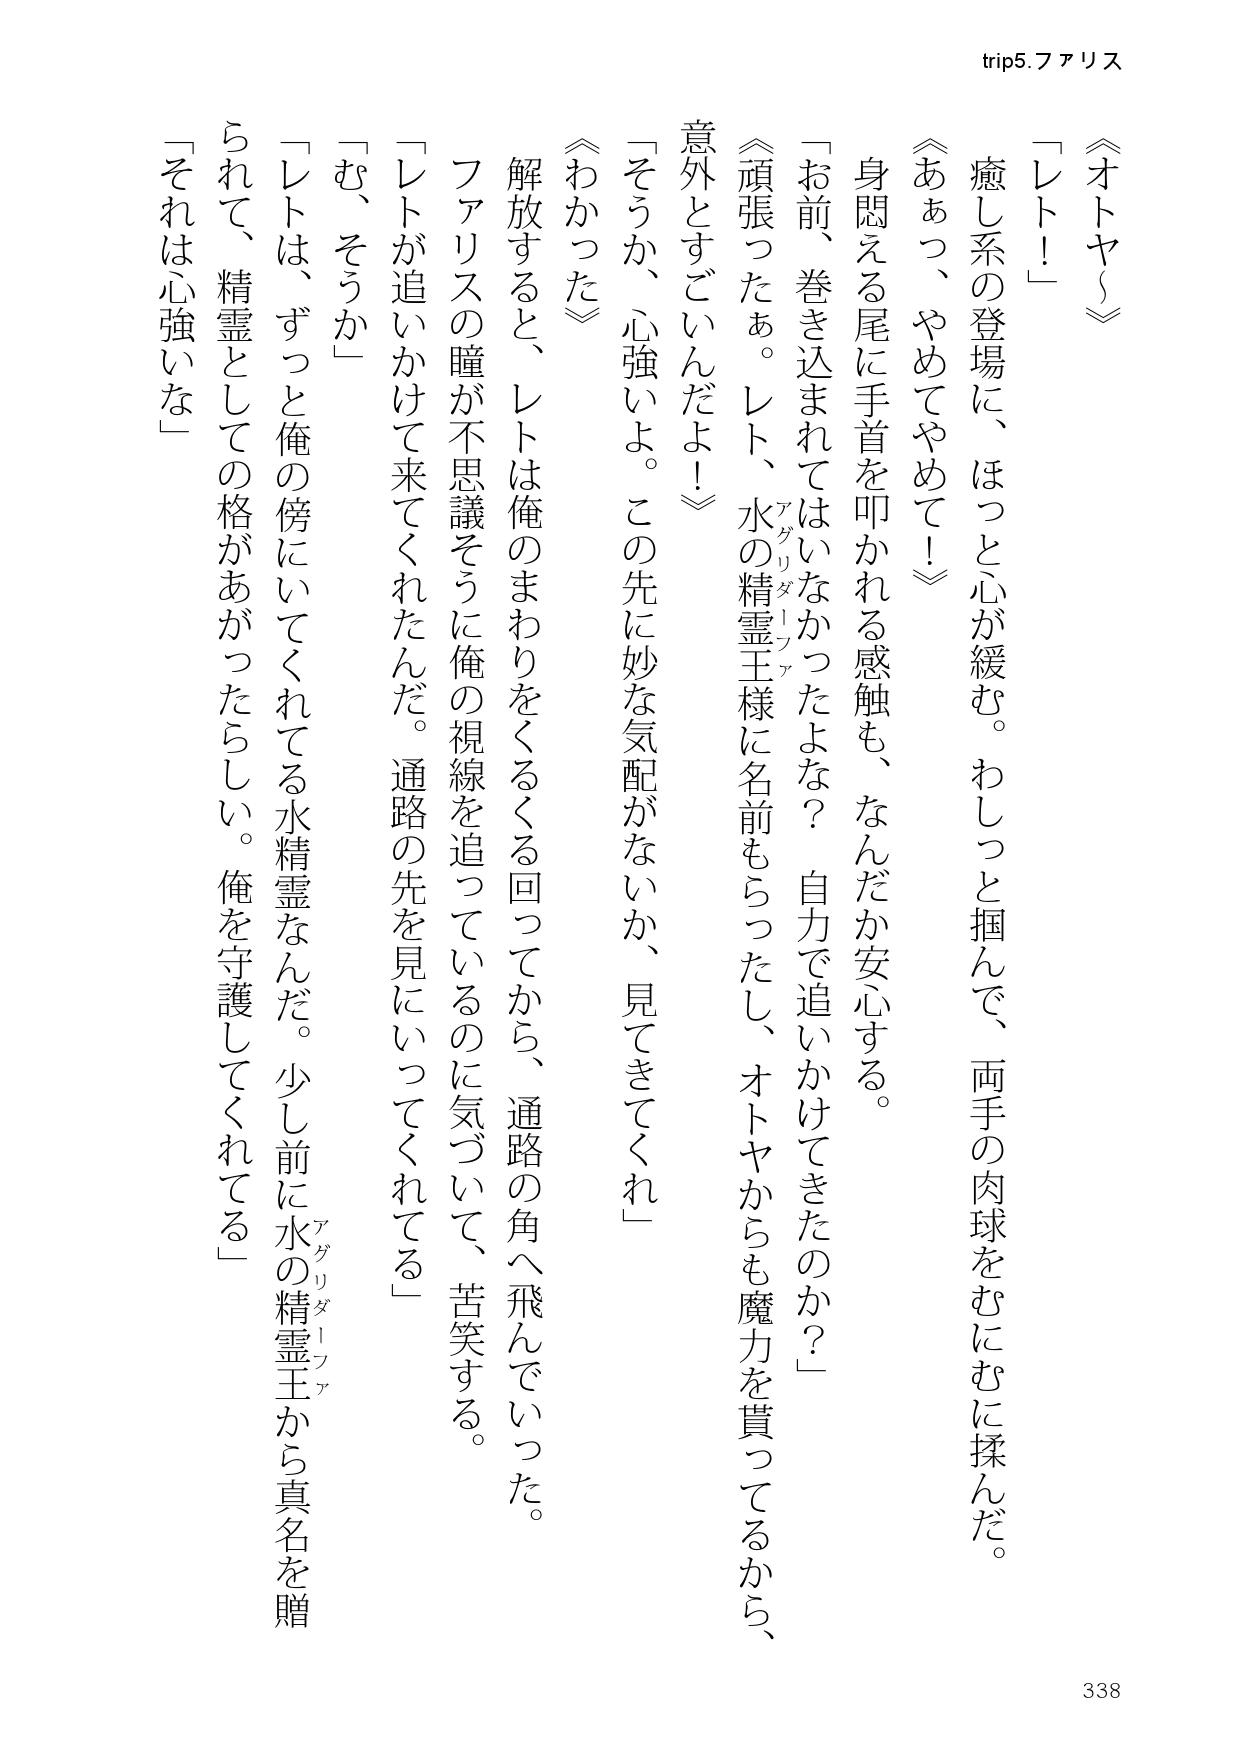 trip5.ファリス
《オトヤ～》
「レト！」
　癒し系の登場に、ほっと心が緩む。わしっと掴んで、両手の肉球をむにむに揉んだ。
《あぁっ、やめてやめて！》
　身悶える尾に手首を叩かれる感触も、なんだか安心する。
「お前、巻き込まれてはいなかったよな？　自力で追いかけてきたのか？」
《頑張ったぁ。レト、水の精霊王様に名前もらったし、オトヤからも魔力を貰ってるから、
アグリダーファ
意外とすごいんだよ！》
「そうか、心強いよ。この先に妙な気配がないか、見てきてくれ」
《わかった》
　解放すると、レトは俺のまわりをくるくる回ってから、通路の角へ飛んでいった。
　ファリスの瞳が不思議そうに俺の視線を追っているのに気づいて、苦笑する。
「レトが追いかけて来てくれたんだ。通路の先を見にいってくれてる」
「む、そうか」
「レトは、ずっと俺の傍にいてくれてる水精霊なんだ。少し前に水の精霊王から真名を贈
アグリダーファ
られて、精霊としての格があがったらしい。俺を守護してくれてる」
「それは心強いな」
338